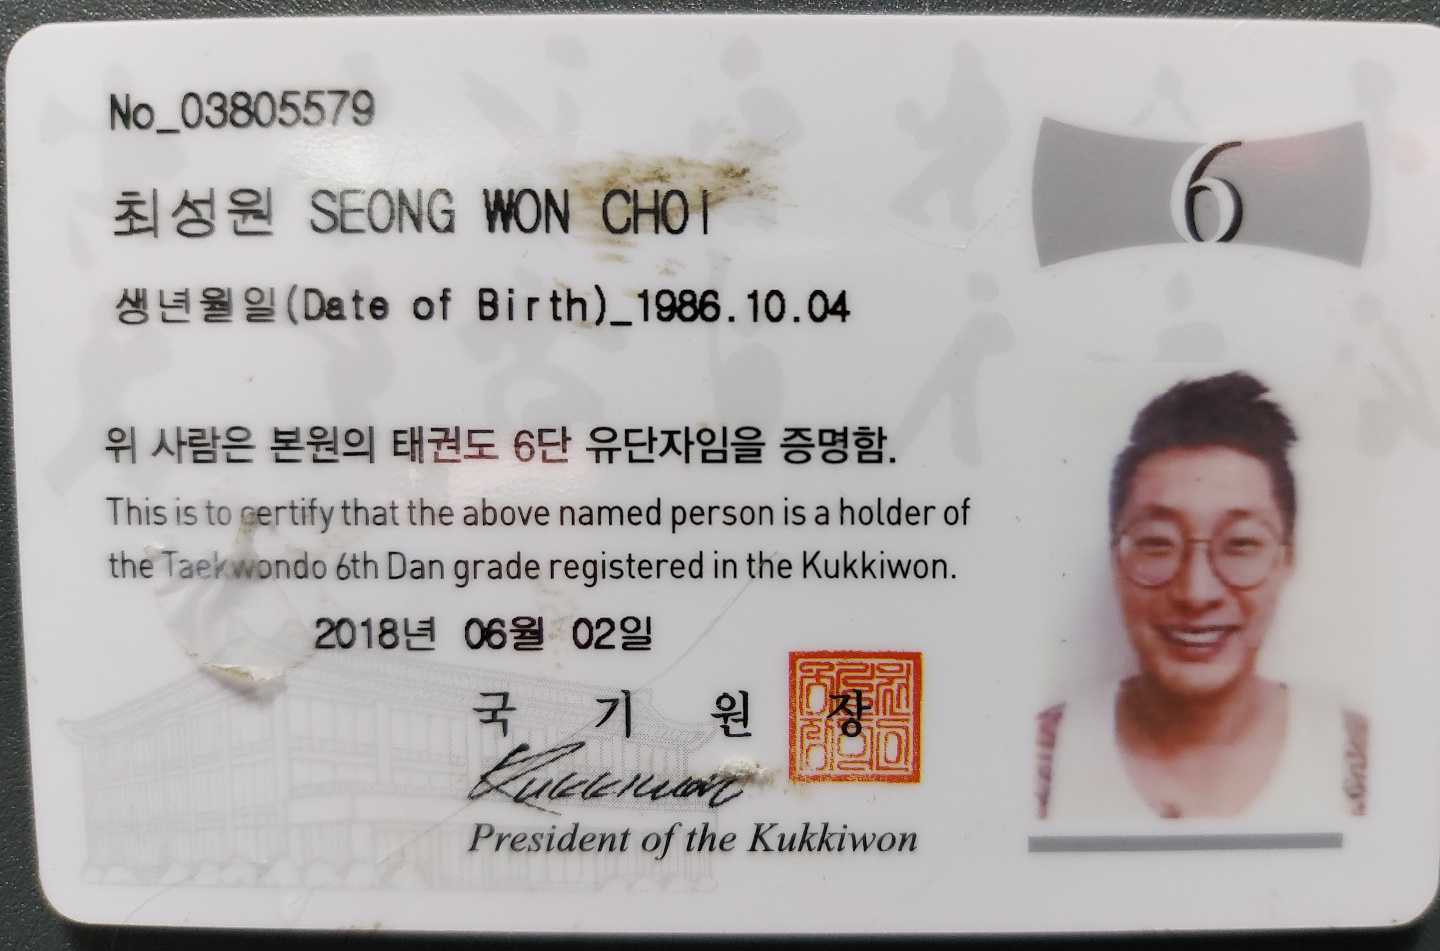 No_03805579
6
최성원 SEONG WON CHOI
생년월일(Date of Birth)_1986.10.04
위 사람은 본원의 태권도 6단 유단자임을 증명함.
This is to certify that the above named person is a holder of
the Taekwondo 6th Dan grade registered in the Kukkiwon.
2018년 06월 02일
국 기 원 장
Kukkiwon
President of the Kukkiwon